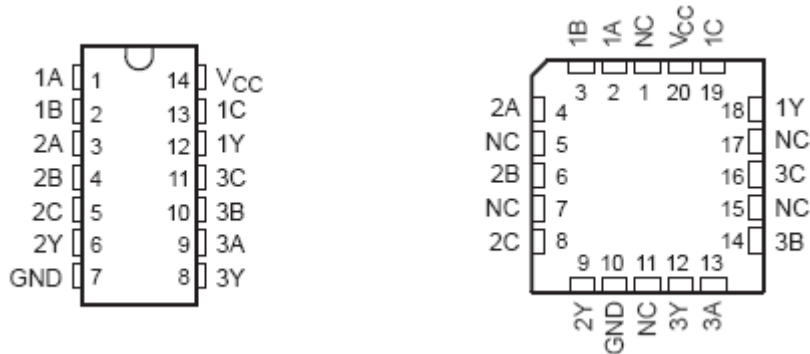 1A 1 14 VCC
1B 2 13 1C
2A 3 12 1Y
2B 4 11 3C
2C 5 10 3B
2Y 6 9 3A
GND 7 8 3Y
1B 1A NC VCC 1C
3 2 1 20 19
2A 4 18 1Y
NC 5 17 NC
2B 6 16 3C
NC 7 15 NC
2C 8 14 3B
9 10 11 12 13
2Y GND NC 3Y 3A